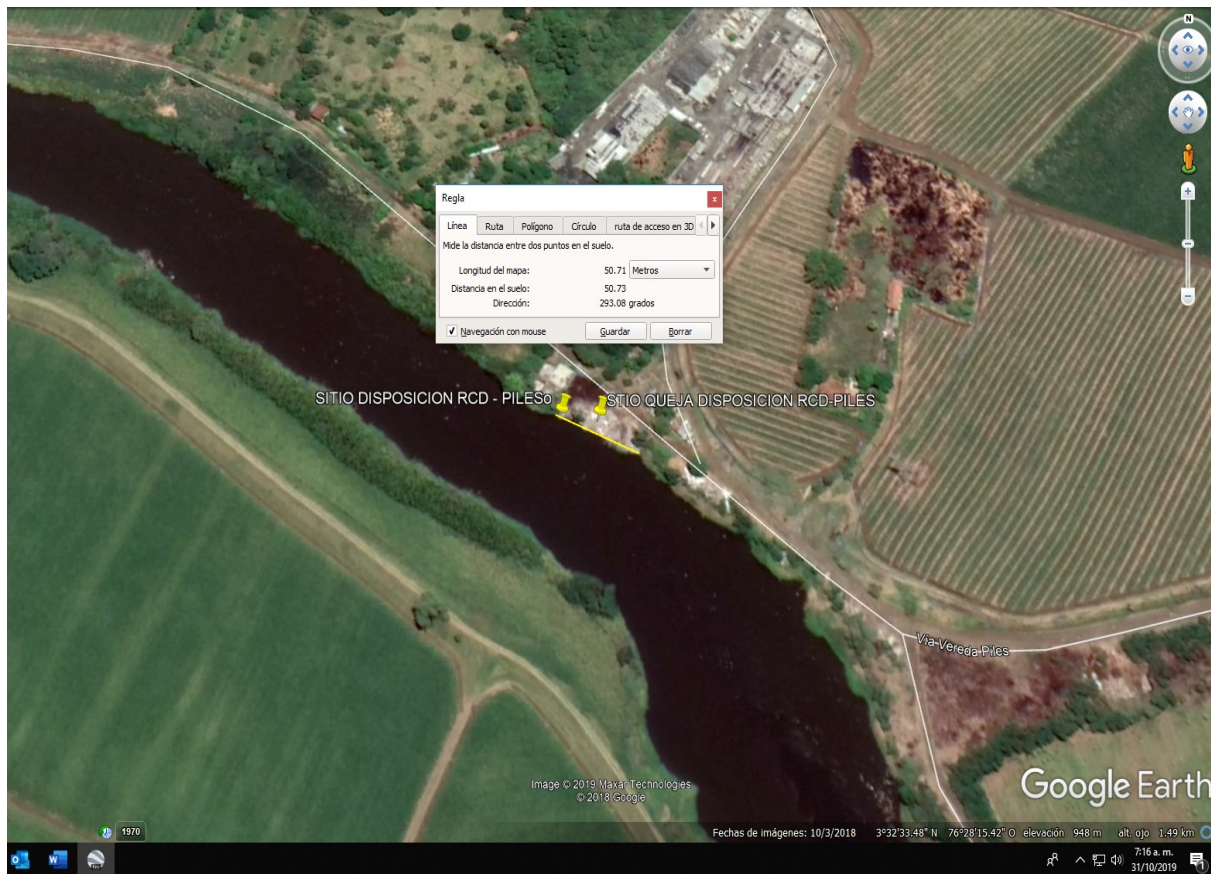 N
Regla
x
Línea Ruta Polígono Círculo ruta de acceso en 3D
Mide la distancia entre dos puntos en el suelo.
Longitud del mapa: 50.71 Metros
Distancia en el suelo: 50.73
Dirección: 293.08 grados
Navegación con mouse Guardar Borrar
SITIO DISPOSICION RCD - PILESo
STIO QUEJA DISPOSICION RCD-PILES
Vía Vereda Piles
Image © 2019 Maxar Technologies
© 2018 Google
Google Earth
1970
Fechas de imágenes: 10/3/2018 3°32'33.48" N 76°28'15.42" O elevación 948 m alt. ojo 1.49 km
7:16 a. m.
31/10/2019
1